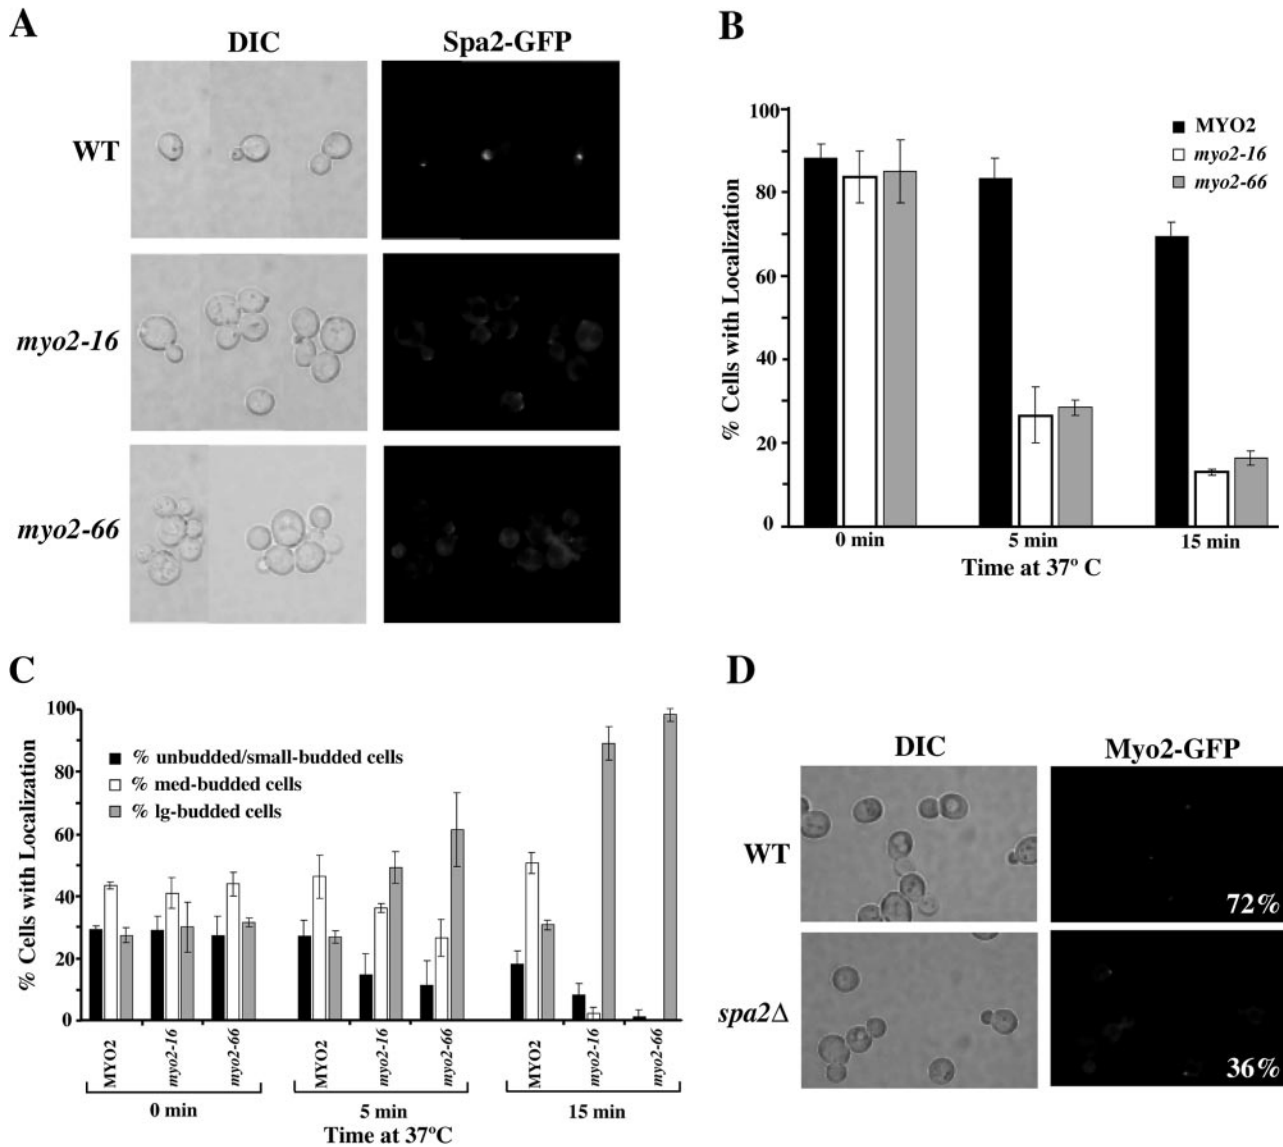 A
DIC
Spa2-GFP
WT
myo2-16
myo2-66
B
% Cells with Localization
100
80
60
40
20
0
MYO2
myo2-16
myo2-66
0 min
5 min
15 min
Time at 37º C
C
% Cells with Localization
100
80
60
40
20
0
% unbudded/small-budded cells
% med-budded cells
% lg-budded cells
MYO2
myo2-16
myo2-66
MYO2
myo2-16
myo2-66
MYO2
myo2-16
myo2-66
0 min
5 min
15 min
Time at 37ºC
D
DIC
Myo2-GFP
WT
72%
spa2Δ
36%